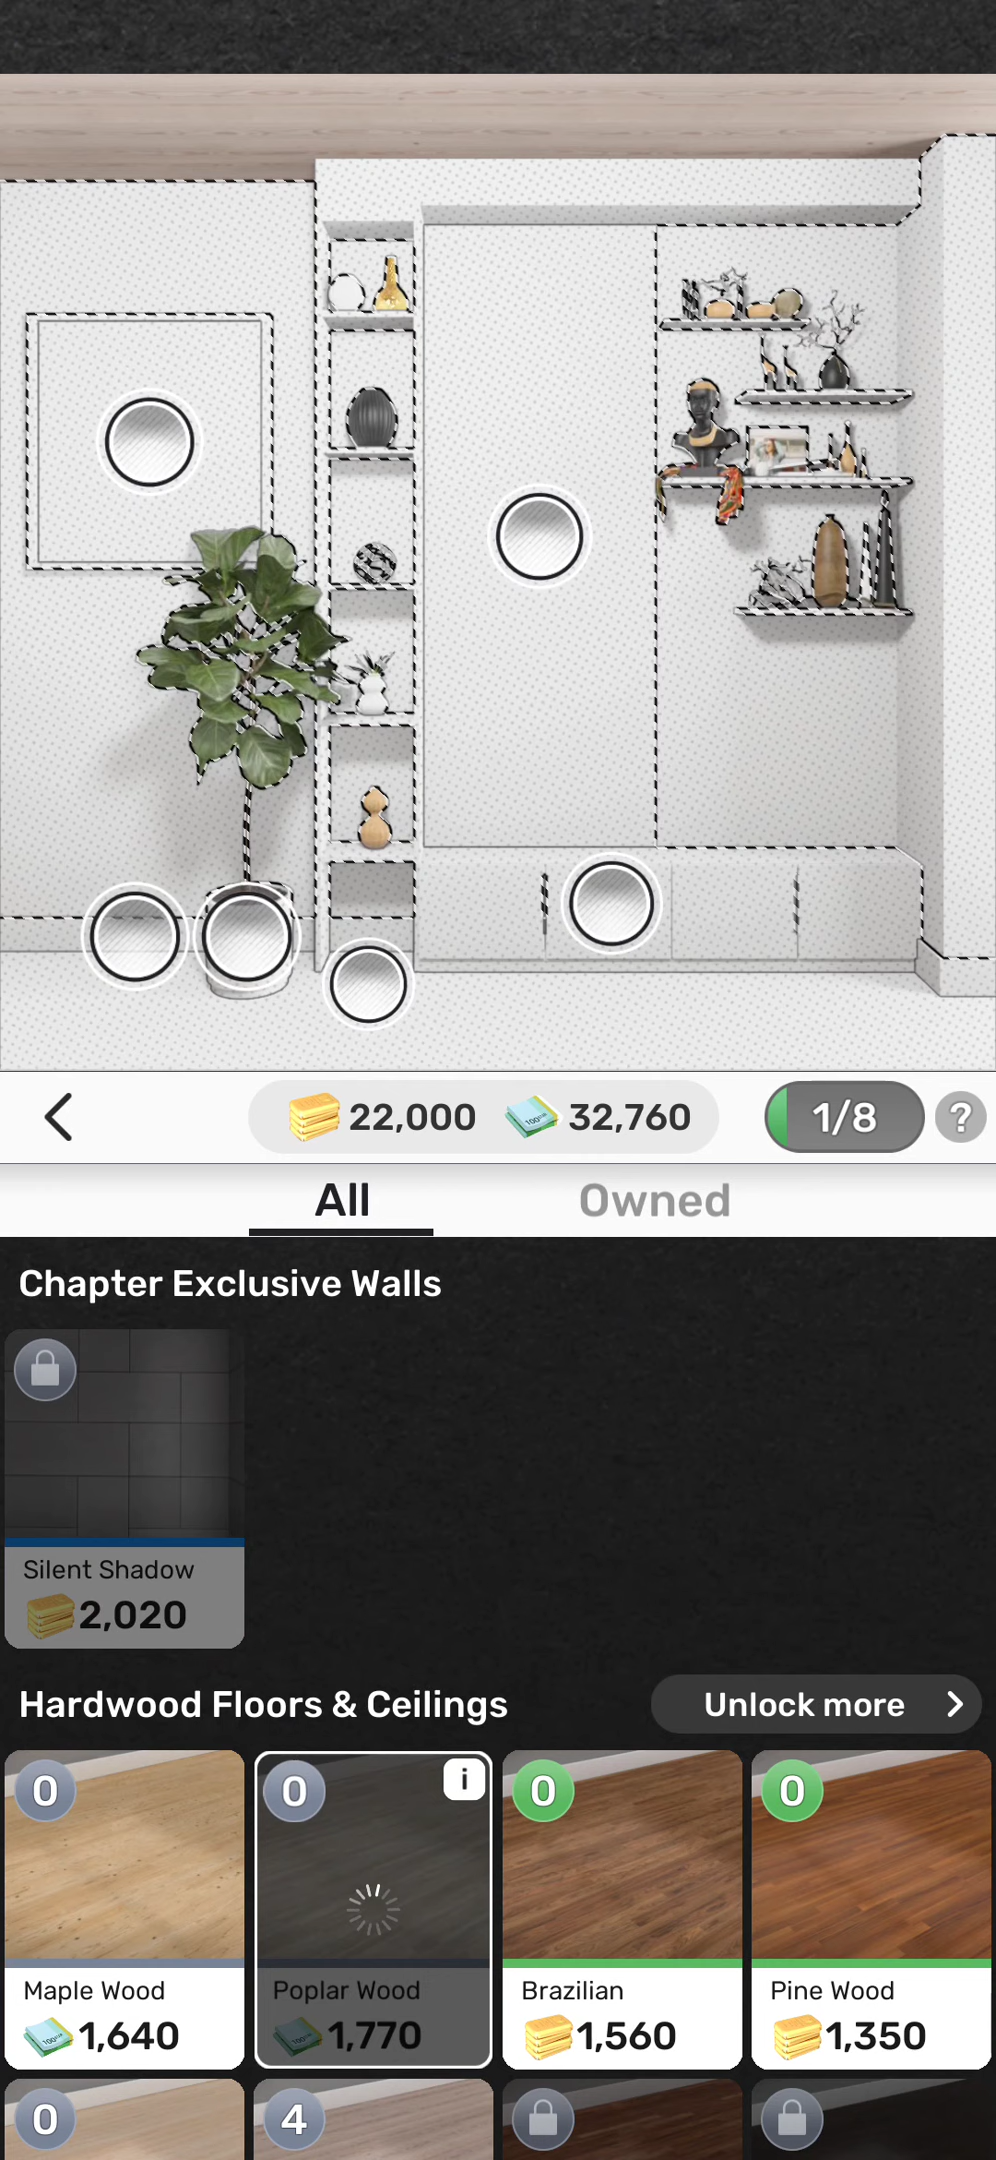 22,000 32,760 1/8 ?
All Owned
Chapter Exclusive Walls
Silent Shadow
2,020
Hardwood Floors & Ceilings Unlock more
0 0 i 0 0
Maple Wood Poplar Wood Brazilian Pine Wood
1,640 1,770 1,560 1,350
0 4